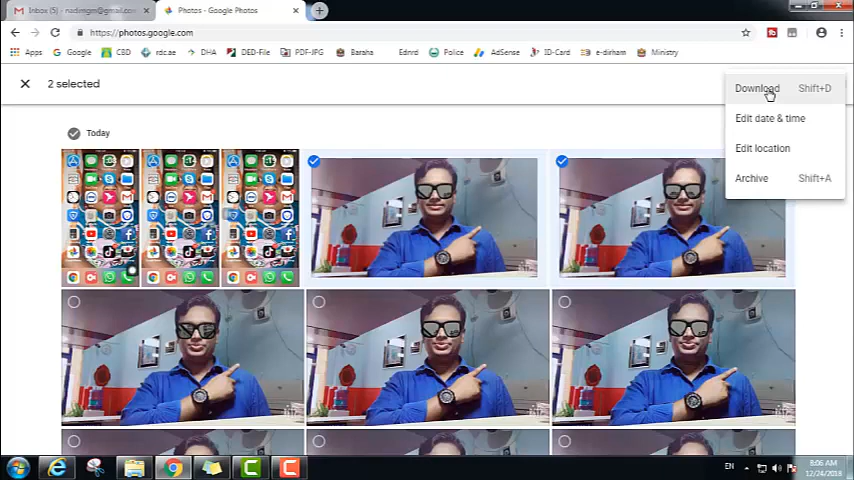 Inbox (5) - nadimgm@gmail.com
Photos - Google Photos
https://photos.google.com
Apps
Google
CBD
rdc.ae
DHA
DED-File
PDF-JPG
Baraha
Ednrd
Police
AdSense
ID-Card
e-dirham
Ministry
2 selected
Download Shift+D
Edit date & time
Edit location
Archive Shift+A
Today
EN
8:06 AM
12/24/2018